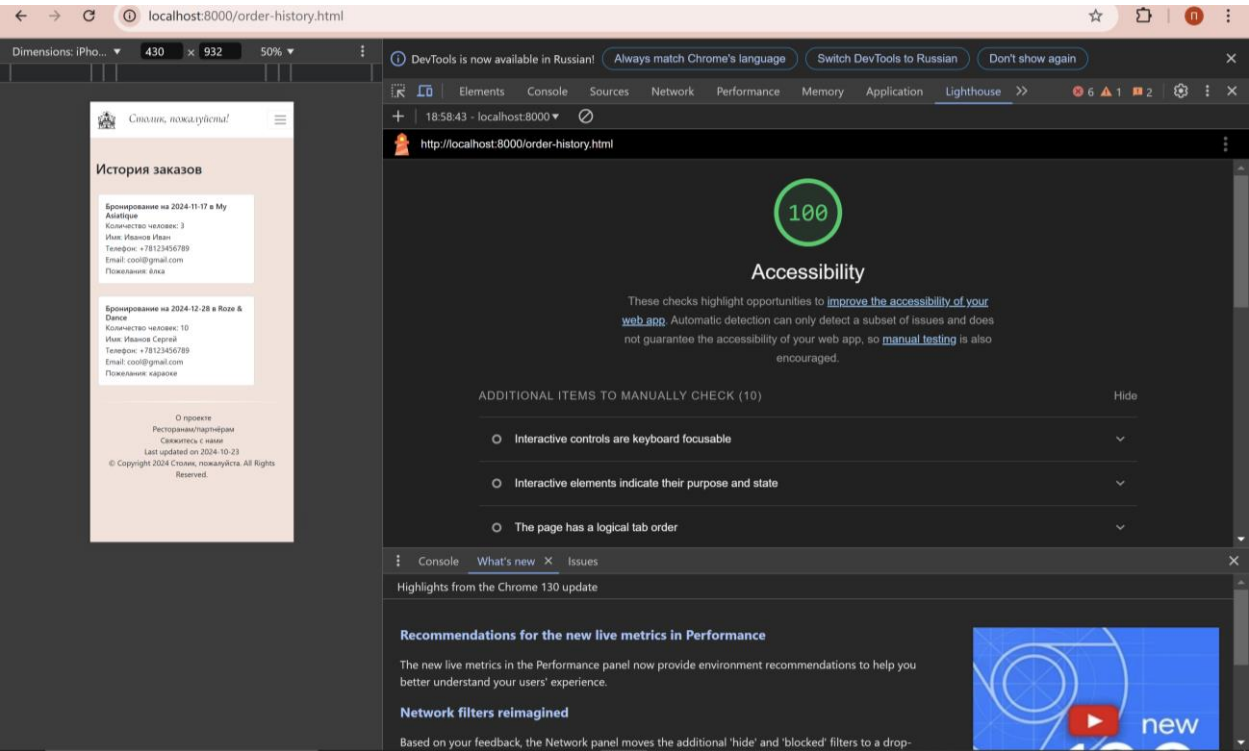 localhost:8000/order-history.html
п
Dimensions: iPho... 430 × 932 50%
DevTools is now available in Russian! Always match Chrome's language Switch DevTools to Russian Don't show again
Elements Console Sources Network Performance Memory Application Lighthouse 6 1 2
18:58:43 - localhost:8000
http://localhost:8000/order-history.html
Столик, пожалуйста!
История заказов
Бронирование на 2024-11-17 в My
Asiatique
Количество человек: 3
Имя: Иванов Иван
Телефон: +78123456789
Email: cool@gmail.com
Пожелания: ёлка
Бронирование на 2024-12-28 в Roze &
Dance
Количество человек: 10
Имя: Иванов Сергей
Телефон: +78123456789
Email: cool@gmail.com
Пожелания: караоке
О проекте
Ресторанам/партнёрам
Свяжитесь с нами
Last updated on 2024-10-23
© Copyright 2024 Столик, пожалуйста. All Rights
Reserved.
100
Accessibility
These checks highlight opportunities to improve the accessibility of your
web app. Automatic detection can only detect a subset of issues and does
not guarantee the accessibility of your web app, so manual testing is also
encouraged.
ADDITIONAL ITEMS TO MANUALLY CHECK (10) Hide
Interactive controls are keyboard focusable
Interactive elements indicate their purpose and state
The page has a logical tab order
Console What's new Issues
Highlights from the Chrome 130 update
Recommendations for the new live metrics in Performance
The new live metrics in the Performance panel now provide environment recommendations to help you
better understand your users' experience.
Network filters reimagined
Based on your feedback, the Network panel moves the additional 'hide' and 'blocked' filters to a drop-
new